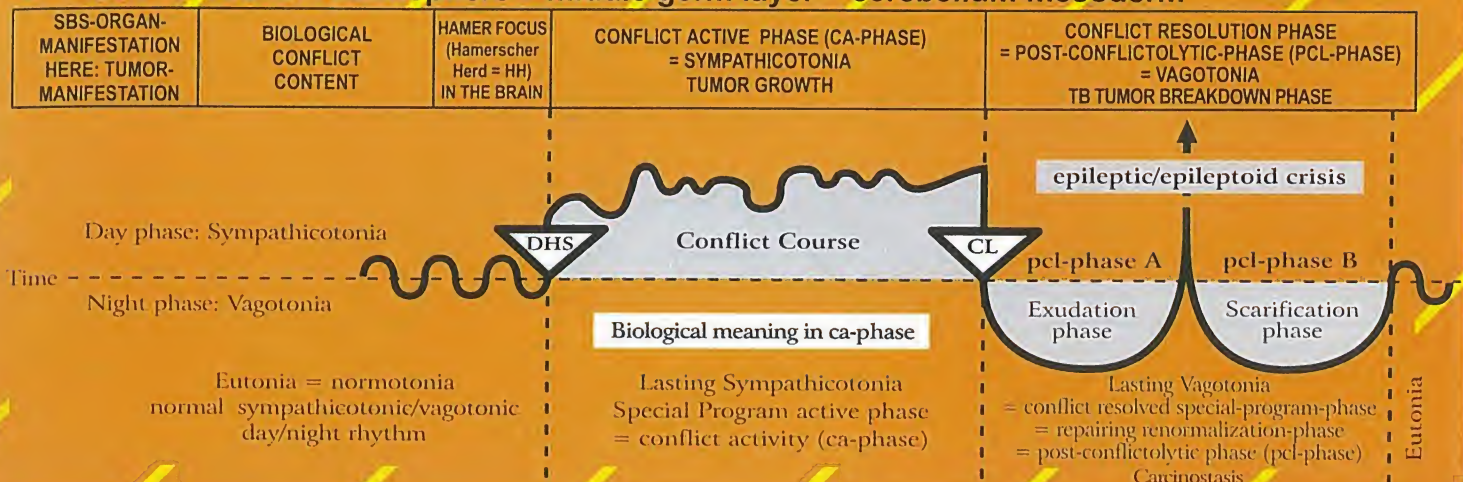 middle germ layer – cerebellum mesoderm
SBS-ORGAN-
MANIFESTATION
HERE: TUMOR-
MANIFESTATION
BIOLOGICAL
CONFLICT
CONTENT
HAMER FOCUS
(Hamerscher
Herd = HH)
IN THE BRAIN
CONFLICT ACTIVE PHASE (CA-PHASE)
= SYMPATHICOTONIA
TUMOR GROWTH
CONFLICT RESOLUTION PHASE
= POST-CONFLICTOLYTIC-PHASE (PCL-PHASE)
= VAGOTONIA
TB TUMOR BREAKDOWN PHASE
epileptic/epileptoid crisis
Day phase: Sympathicotonia
DHS
Conflict Course
CL
pcl-phase A
pcl-phase B
Time
Night phase: Vagotonia
Exudation
phase
Scarification
phase
Biological meaning in ca-phase
Eutonia = normotonia
normal sympathicotonic/vagotonic
day/night rhythm
Lasting Sympathicotonia
Special Program active phase
= conflict activity (ca-phase)
Lasting Vagotonia
= conflict resolved special-program-phase
= repairing renormalization-phase
= post-conflictolytic phase (pcl-phase)
Carcinostasis
Eutonia